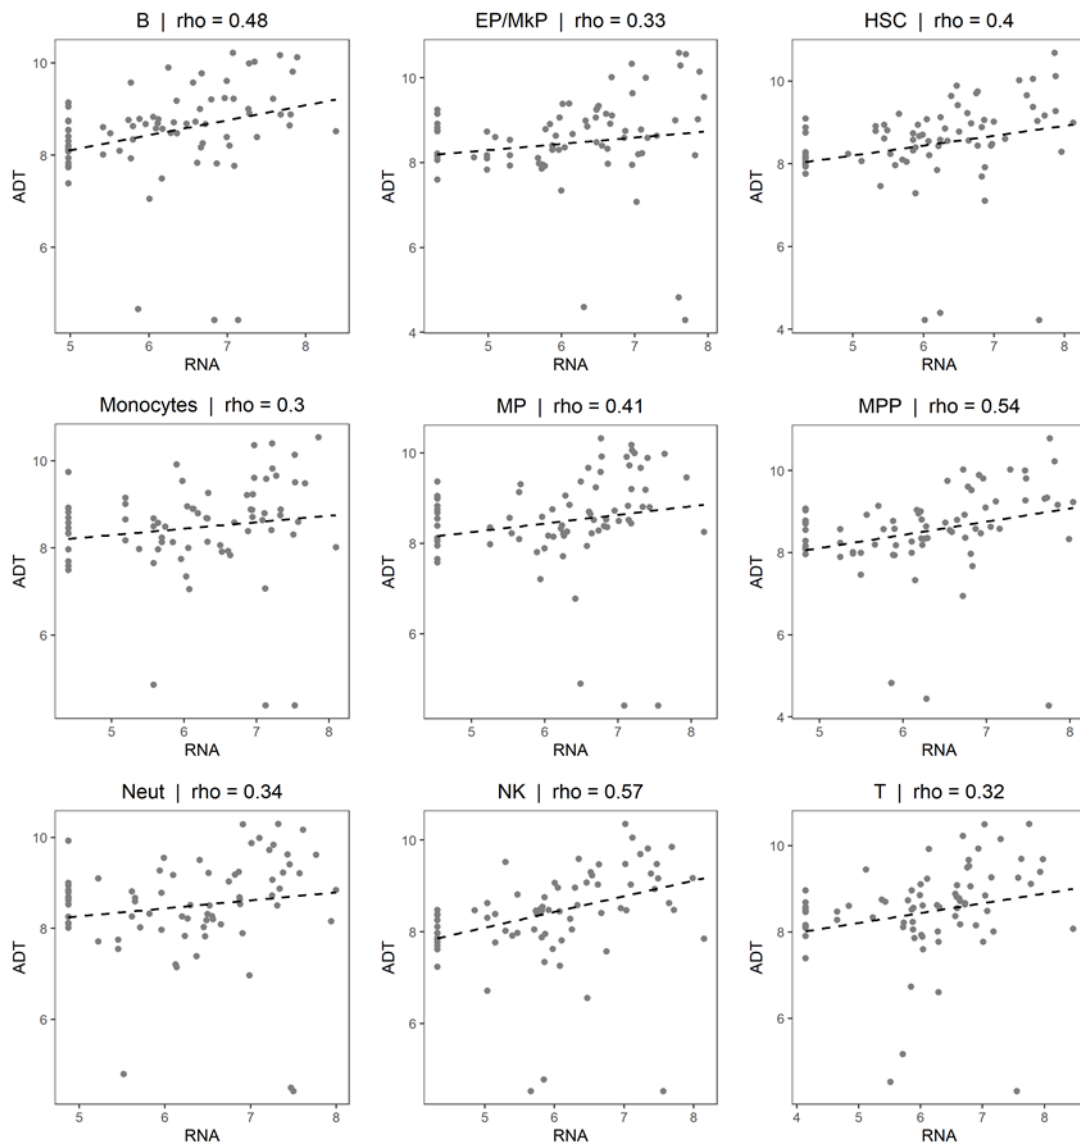 B | rho = 0.48
EP/MkP | rho = 0.33
HSC | rho = 0.4
10
8
6
ADT
5 6 7 8
RNA
10
8
6
4
ADT
5 6 7 8
RNA
10
8
6
4
ADT
5 6 7 8
RNA
Monocytes | rho = 0.3
MP | rho = 0.41
MPP | rho = 0.54
10
8
6
ADT
5 6 7 8
RNA
10
8
6
ADT
5 6 7 8
RNA
10
8
6
4
ADT
5 6 7 8
RNA
Neut | rho = 0.34
NK | rho = 0.57
T | rho = 0.32
10
8
6
ADT
5 6 7 8
RNA
10
8
6
ADT
5 6 7 8
RNA
10
8
6
ADT
4 5 6 7 8
RNA